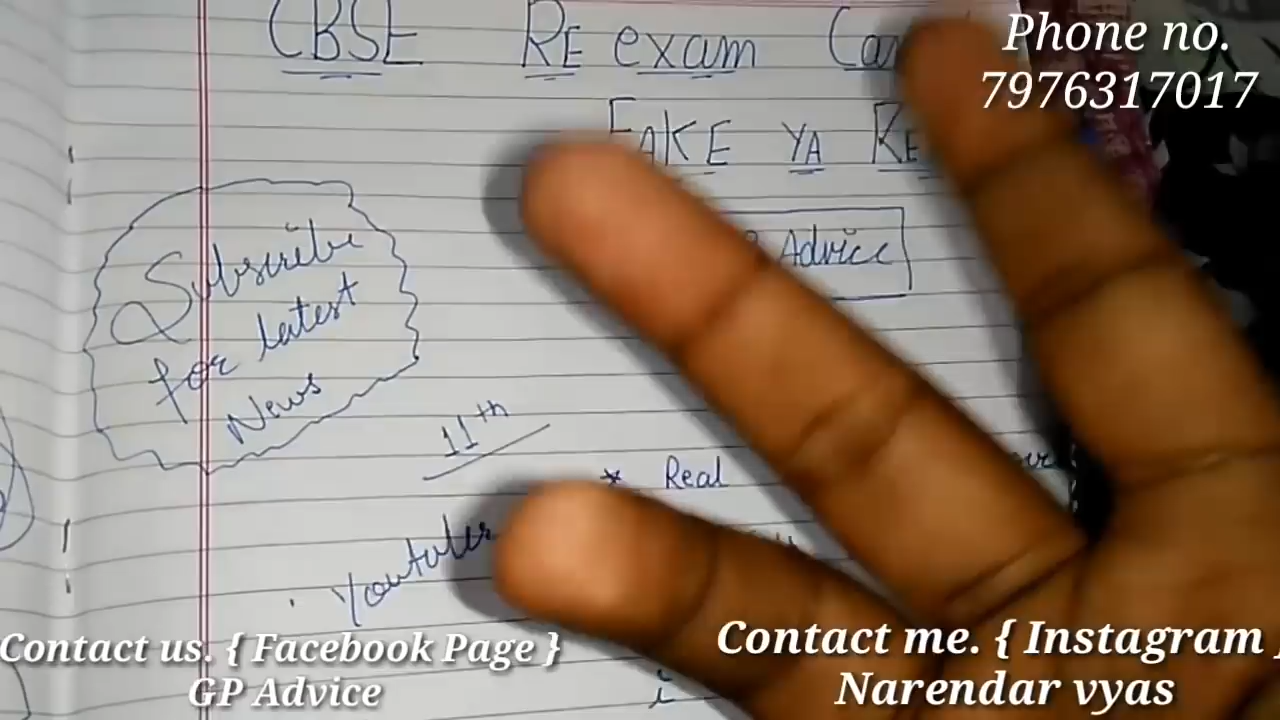 CBSE RE exam
Phone no.
7976317017
FAKE YA
Advice
Subscribe
for latest
News
11th
* Real
Youtuber
Contact us. { Facebook Page }
GP Advice
Contact me. { Instagram }
Narendar vyas